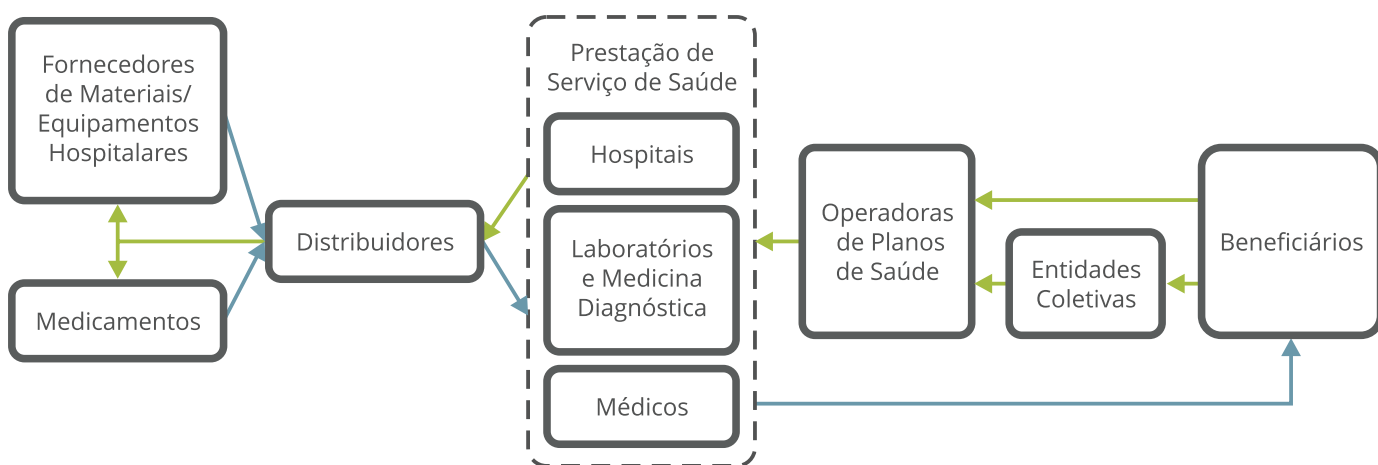 Fornecedores
de Materiais/
Equipamentos
Hospitalares
Medicamentos
Distribuidores
Prestação de
Serviço de Saúde
Hospitais
Laboratórios
e Medicina
Diagnóstica
Médicos
Operadoras
de Planos
de Saúde
Entidades
Coletivas
Beneficiários